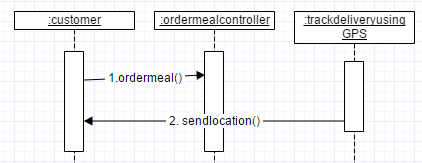 :customer
:ordermealcontroller
:trackdeliveryusing
GPS
1.ordermeal()
2. sendlocation()